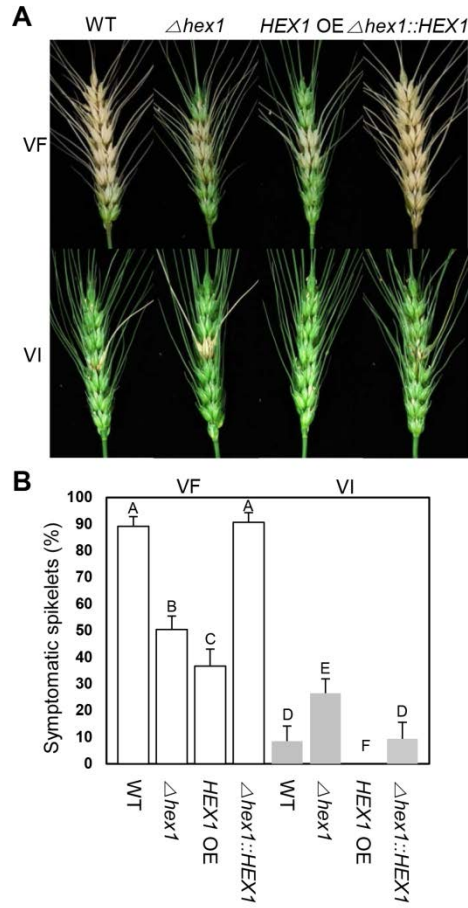 A
WT △hex1 HEX1 OE △hex1::HEX1
VF
VI
B
VF VI
Symptomatic spikelets (%)
100
90
80
70
60
50
40
30
20
10
0
A
B
C
A
D
E
F
D
WT
△hex1
HEX1 OE
△hex1::HEX1
WT
△hex1
HEX1 OE
△hex1::HEX1